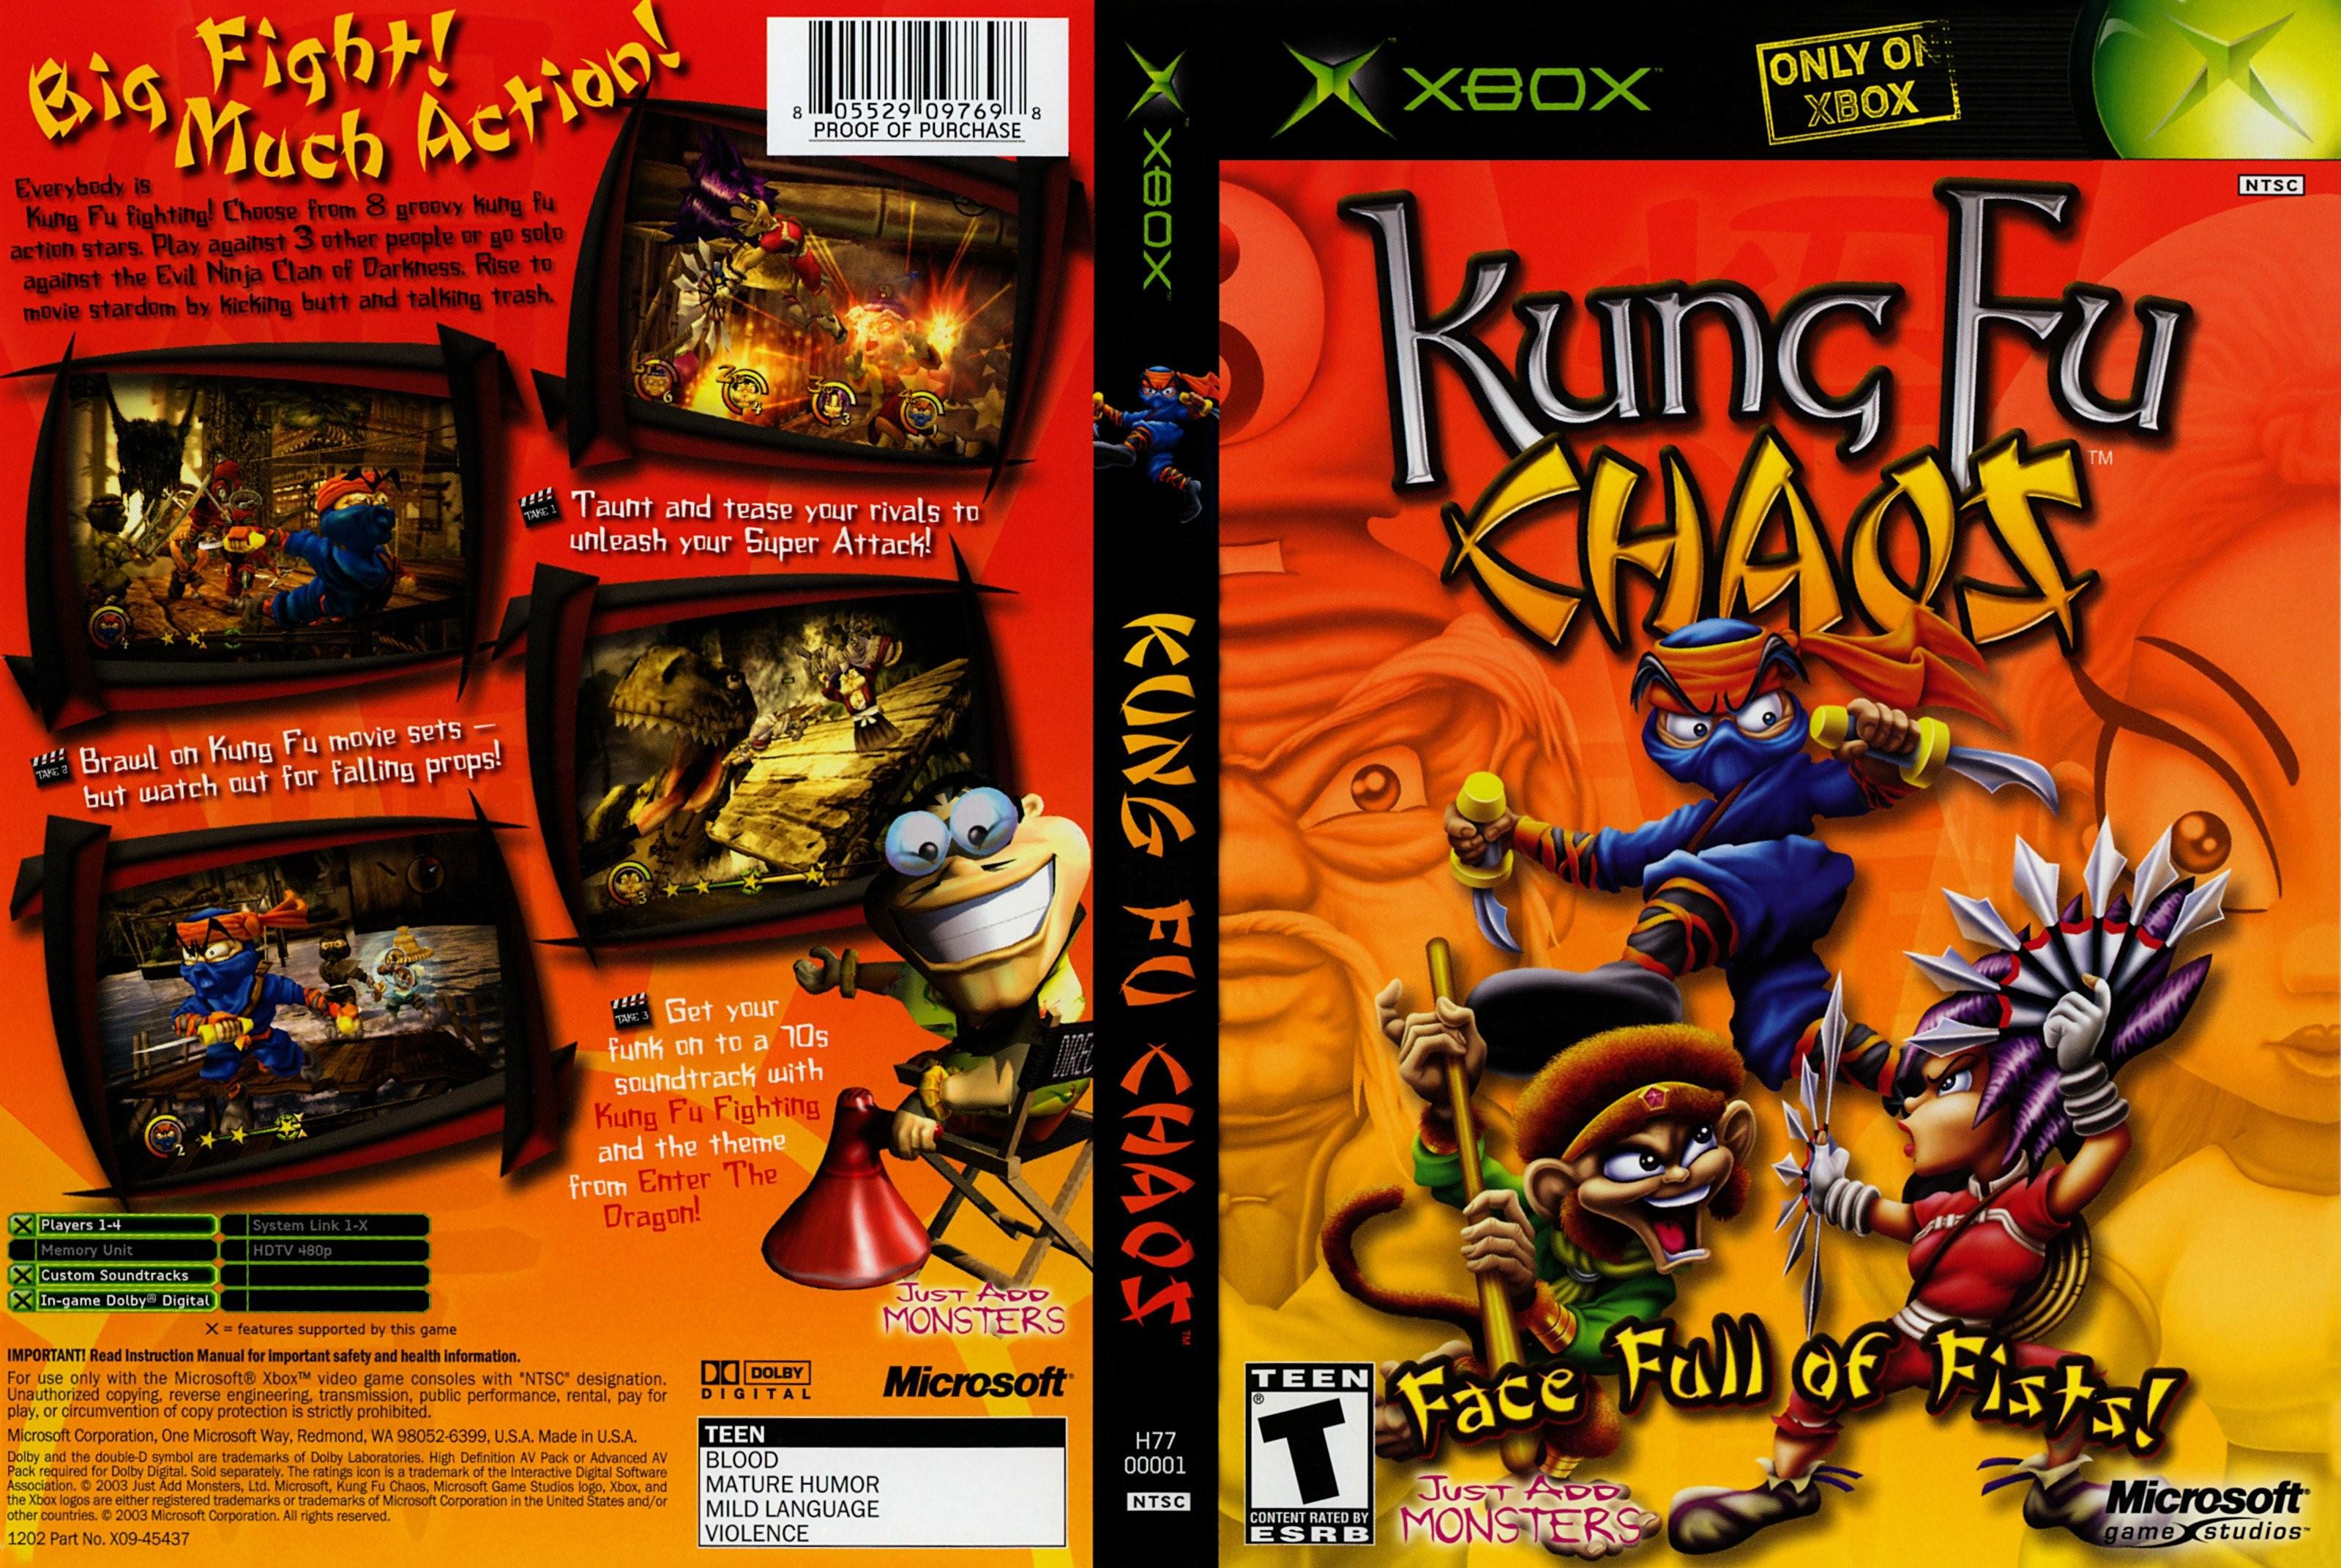 Big Fight!
Much Action!
Everybody is
Kung Fu fighting! Choose from 8 groovy kung fu
action stars. Play against 3 other people or go solo
against the Evil Ninja Clan of Darkness. Rise to
movie stardom by kicking butt and talking trash.
8 05529 09769 8
PROOF OF PURCHASE
TAKE 1
Taunt and tease your rivals to
unleash your Super Attack!
TAKE 2
Brawl on Kung Fu movie sets —
but watch out for falling props!
TAKE 3
Get your
funk on to a 70s
soundtrack with
Kung Fu Fighting
and the theme
from Enter The
Dragon!
Players 1-4
System Link 1-X
Memory Unit
HDTV 480p
Custom Soundtracks
In-game Dolby® Digital
X = features supported by this game
JUST ADD
MONSTERS
IMPORTANT! Read Instruction Manual for important safety and health information.
For use only with the Microsoft® Xbox™ video game consoles with "NTSC" designation.
Unauthorized copying, reverse engineering, transmission, public performance, rental, pay for
play, or circumvention of copy protection is strictly prohibited.
Microsoft Corporation, One Microsoft Way, Redmond, WA 98052-6399, U.S.A. Made in U.S.A.
Dolby and the double-D symbol are trademarks of Dolby Laboratories. High Definition AV Pack or Advanced AV
Pack required for Dolby Digital. Sold separately. The ratings icon is a trademark of the Interactive Digital Software
Association. © 2003 Just Add Monsters, Ltd. Microsoft, Kung Fu Chaos, Microsoft Game Studios logo, Xbox, and
the Xbox logos are either registered trademarks or trademarks of Microsoft Corporation in the United States and/or
other countries. © 2003 Microsoft Corporation. All rights reserved.
1202 Part No. X09-45437
DOLBY
DIGITAL
Microsoft®
TEEN
BLOOD
MATURE HUMOR
MILD LANGUAGE
VIOLENCE
XBOX™
KUNG FU CHAOS™
H77
00001
NTSC
XBOX™
ONLY ON
XBOX
NTSC
Kung Fu
CHAOS™
Face Full of Fists!
TEEN
T®
CONTENT RATED BY
ESRB
JUST ADD
MONSTERS
Microsoft®
game studios™